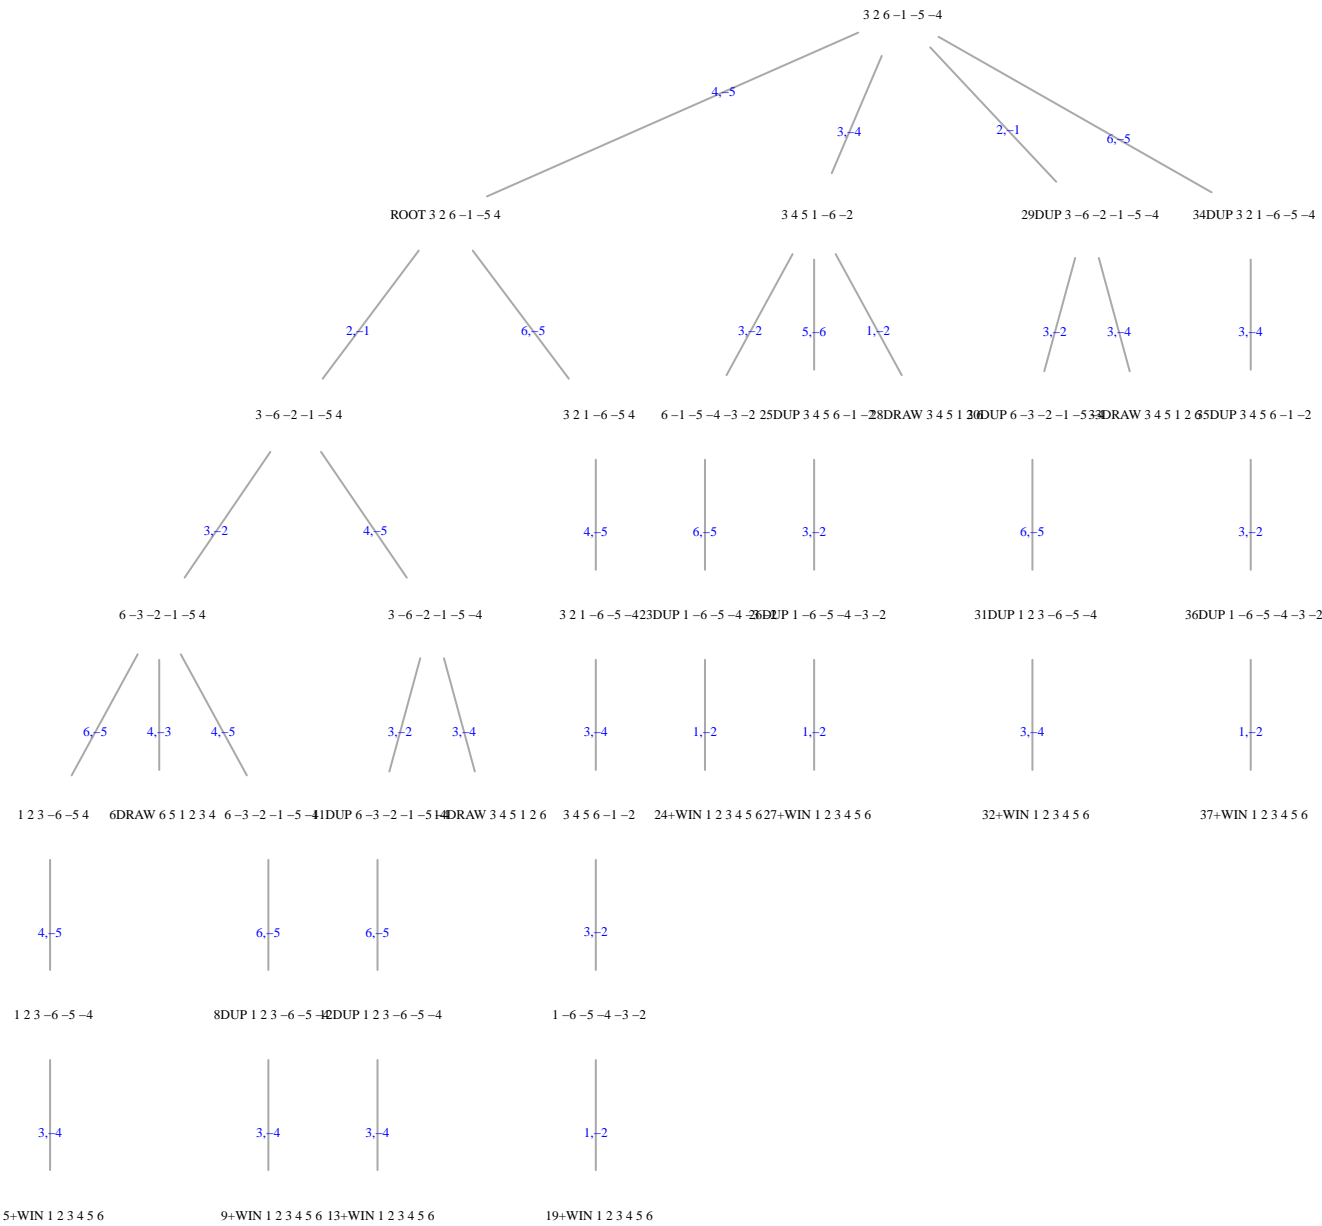 3 2 6 −1 −5 −4
4,−5
3,−4
2,−1
6,−5
ROOT 3 2 6 −1 −5 4
3 4 5 1 −6 −2
29DUP 3 −6 −2 −1 −5 −4
34DUP 3 2 1 −6 −5 −4
2,−1
6,−5
3,−2
5,−6
1,−2
3,−2
3,−4
3,−4
3 −6 −2 −1 −5 4
3 2 1 −6 −5 4
6 −1 −5 −4 −3 −2
25DUP 3 4 5 6 −1 −2
28DRAW 3 4 5 1 2 6
30DUP 6 −3 −2 −1 −5 −4
33DRAW 3 4 5 1 2 6
35DUP 3 4 5 6 −1 −2
3,−2
4,−5
4,−5
6,−5
3,−2
6,−5
3,−2
6 −3 −2 −1 −5 4
3 −6 −2 −1 −5 −4
3 2 1 −6 −5 −4
23DUP 1 −6 −5 −4 −3 −2
26DUP 1 −6 −5 −4 −3 −2
31DUP 1 2 3 −6 −5 −4
36DUP 1 −6 −5 −4 −3 −2
6,−5
4,−3
4,−5
3,−2
3,−4
3,−4
1,−2
1,−2
3,−4
1,−2
1 2 3 −6 −5 4
6DRAW 6 5 1 2 3 4
6 −3 −2 −1 −5 −4
11DUP 6 −3 −2 −1 −5 −4
DRAW 3 4 5 1 2 6
3 4 5 6 −1 −2
24+WIN 1 2 3 4 5 6
27+WIN 1 2 3 4 5 6
32+WIN 1 2 3 4 5 6
37+WIN 1 2 3 4 5 6
4,−5
6,−5
6,−5
3,−2
1 2 3 −6 −5 −4
8DUP 1 2 3 −6 −5 −4
12DUP 1 2 3 −6 −5 −4
1 −6 −5 −4 −3 −2
3,−4
3,−4
3,−4
1,−2
5+WIN 1 2 3 4 5 6
9+WIN 1 2 3 4 5 6
13+WIN 1 2 3 4 5 6
19+WIN 1 2 3 4 5 6